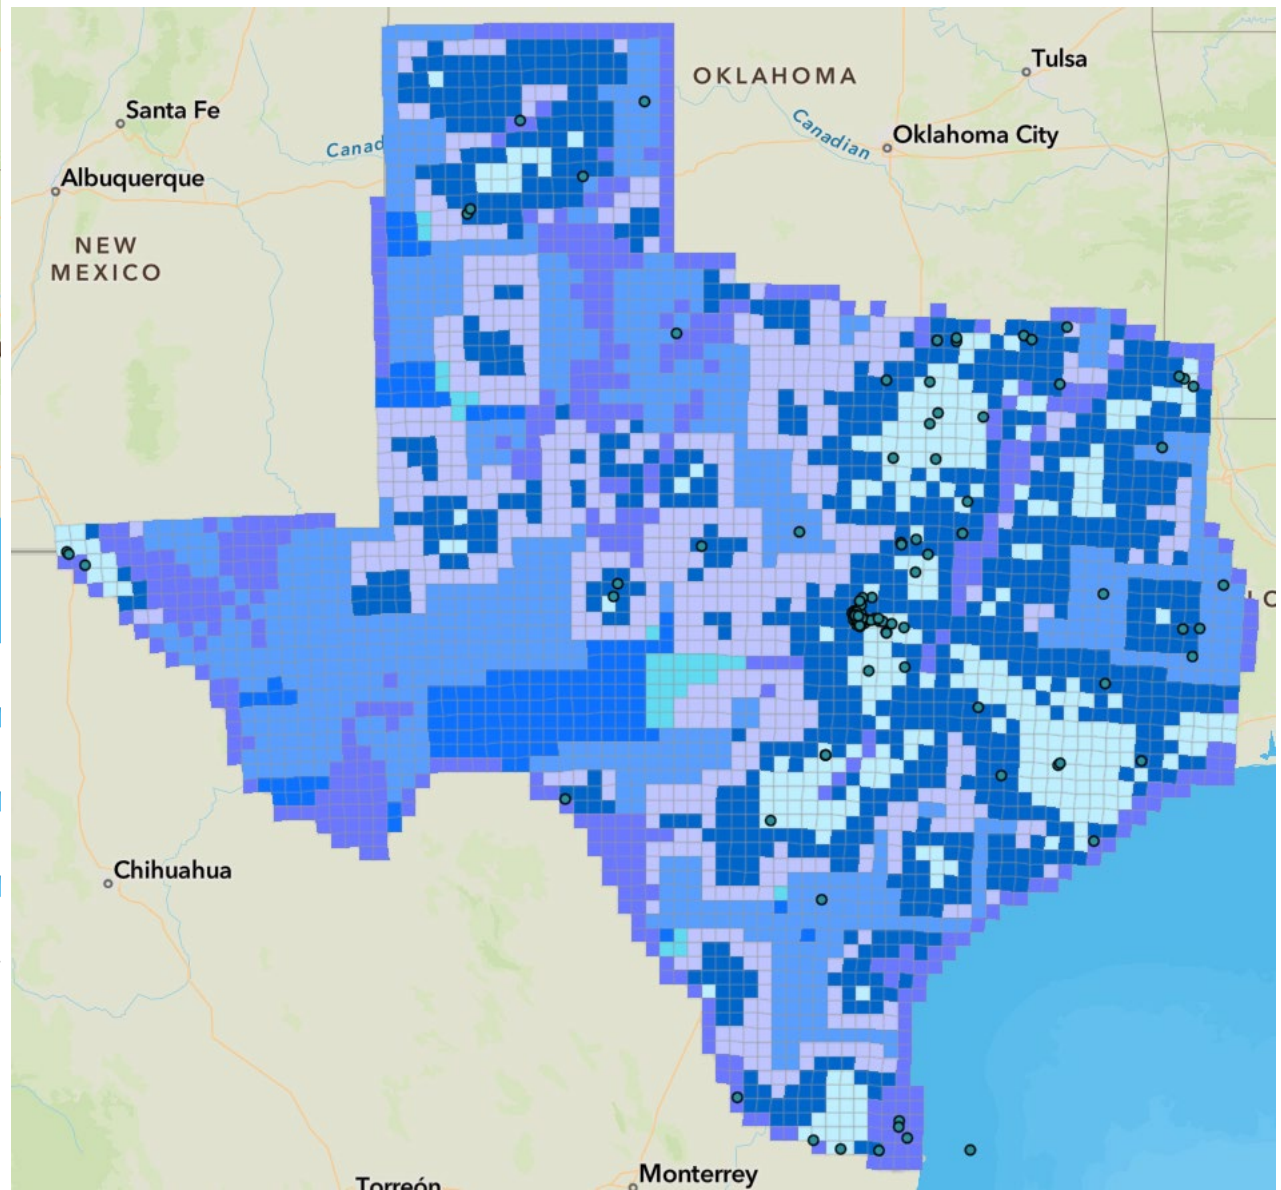 Tulsa
OKLAHOMA
Santa Fe
Canad
Canadian
Oklahoma City
Albuquerque
NEW
MEXICO
Chihuahua
Monterrey
Torreón